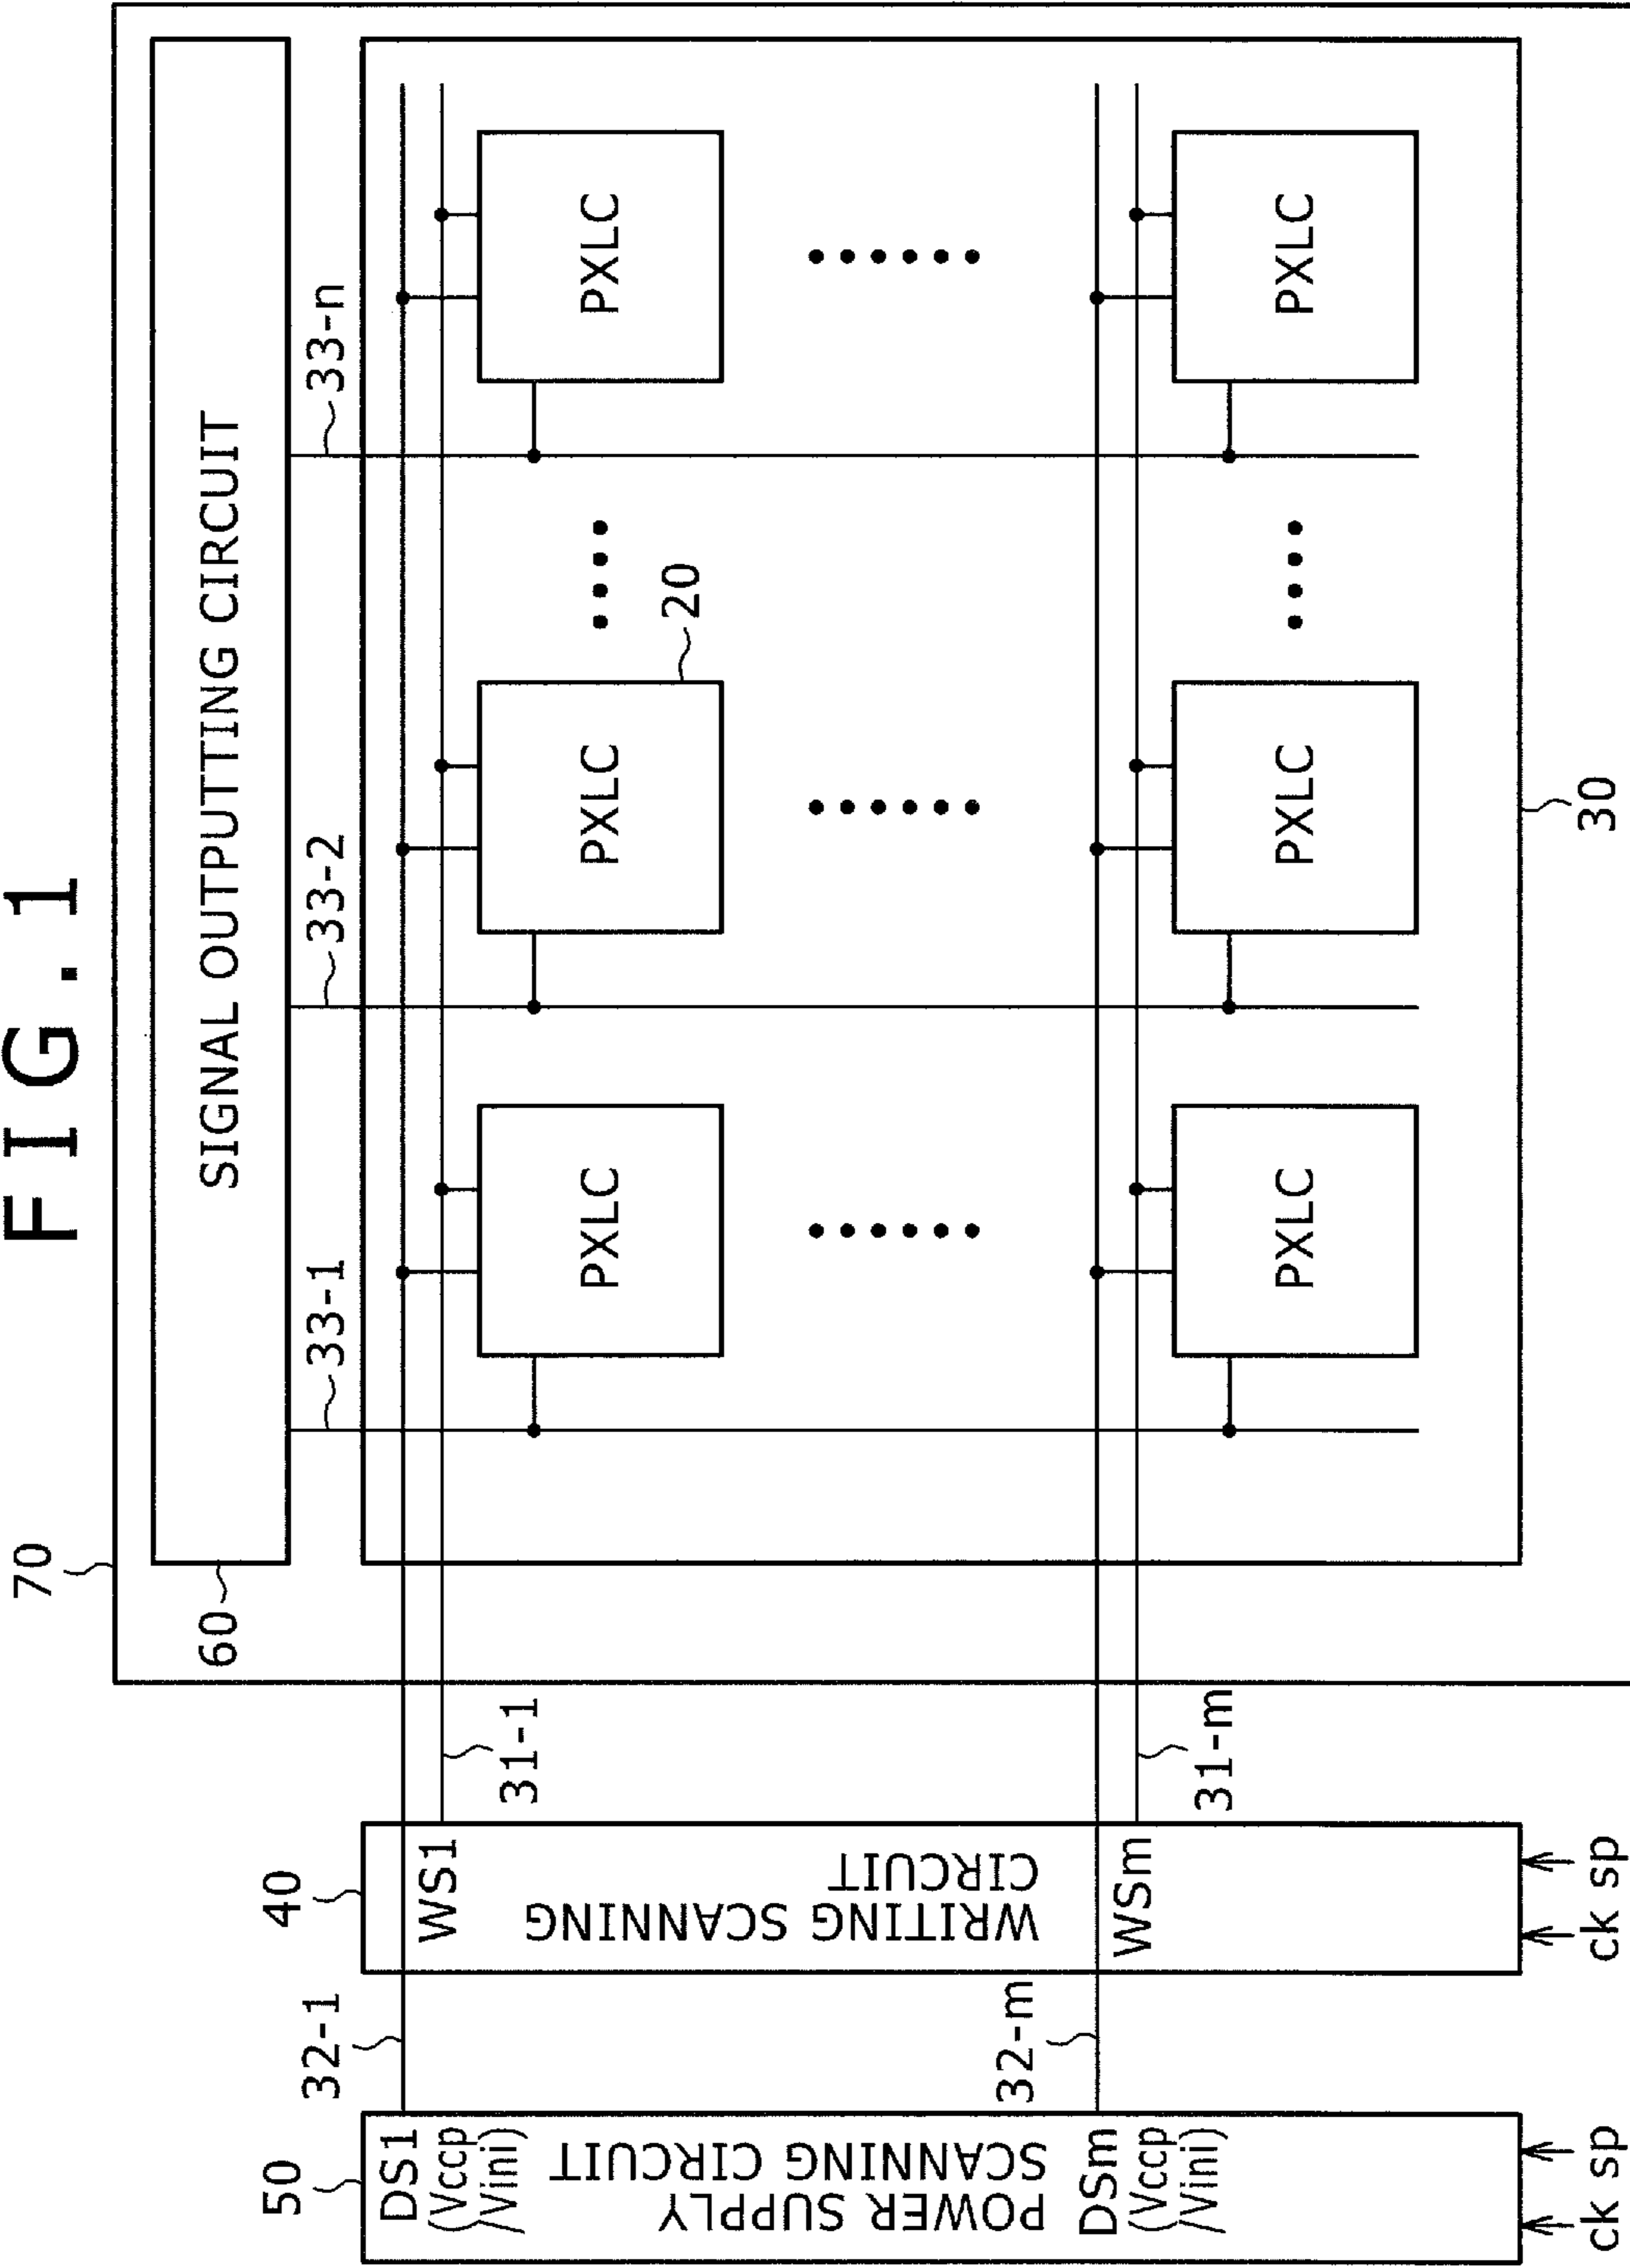 FIG. 1
70
60
SIGNAL OUTPUTTING CIRCUIT
33-1
33-2
33-n
50
32-1
40
DS1
(Vccp
/Vini)
WS1
31-1
PXLC
PXLC
PXLC
20
POWER SUPPLY
SCANNING CIRCUIT
WRITING SCANNING
CIRCUIT
32-m
DSm
(Vccp
/Vini)
WSm
31-m
PXLC
PXLC
PXLC
ck sp
ck sp
30